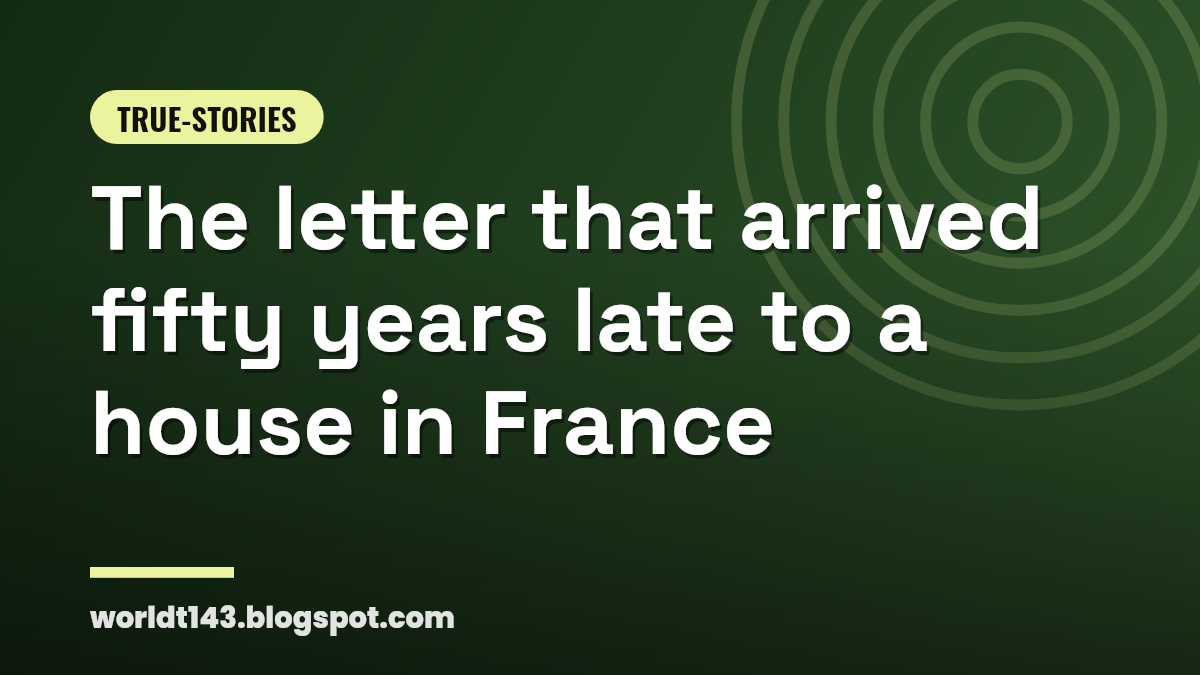 TRUE-STORIES
The letter that arrived
fifty years late to a
house in France
worldt143.blogspot.com